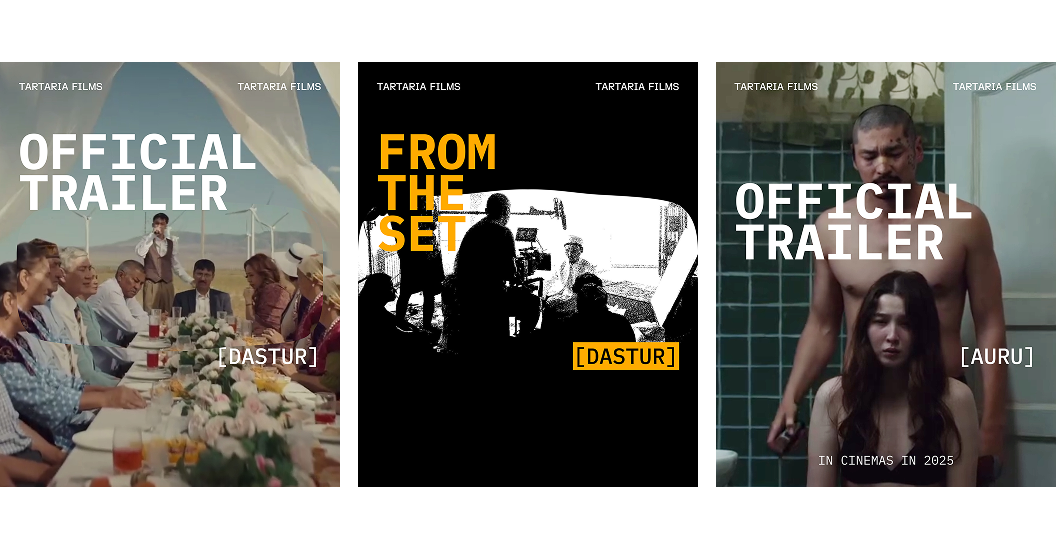 TARTARIA FILMS TARTARIA FILMS
OFFICIAL
TRAILER
[DASTUR]
TARTARIA FILMS TARTARIA FILMS
FROM
THE
SET
[DASTUR]
TARTARIA FILMS TARTARIA FILMS
OFFICIAL
TRAILER
[AURU]
IN CINEMAS IN 2025